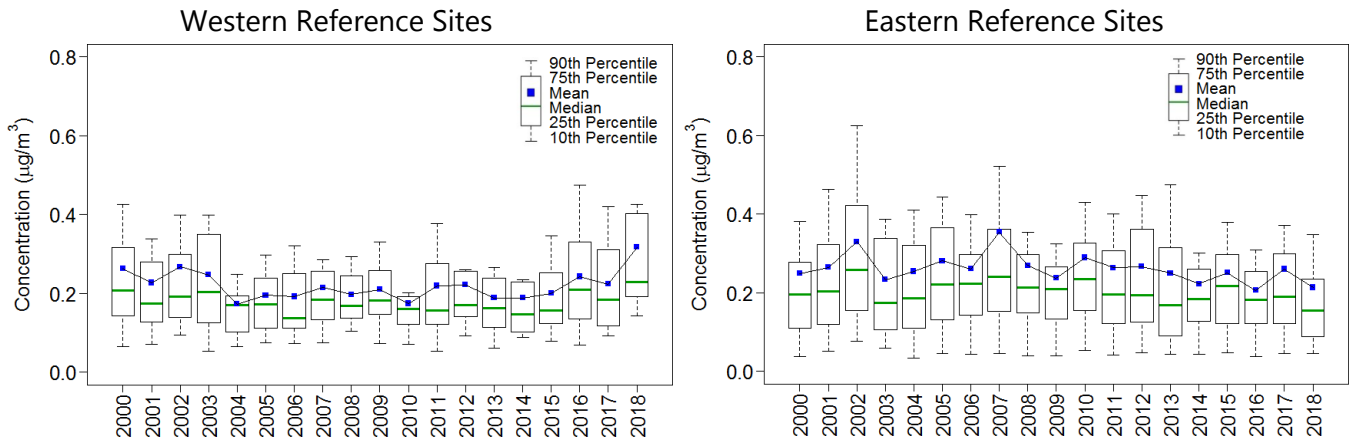 Western Reference Sites
0.8
0.6
0.4
0.2
0.0
Concentration (μg/m³)
90th Percentile
75th Percentile
Mean
Median
25th Percentile
10th Percentile
2000 2001 2002 2003 2004 2005 2006 2007 2008 2009 2010 2011 2012 2013 2014 2015 2016 2017 2018
Eastern Reference Sites
0.8
0.6
0.4
0.2
0.0
Concentration (μg/m³)
90th Percentile
75th Percentile
Mean
Median
25th Percentile
10th Percentile
2000 2001 2002 2003 2004 2005 2006 2007 2008 2009 2010 2011 2012 2013 2014 2015 2016 2017 2018